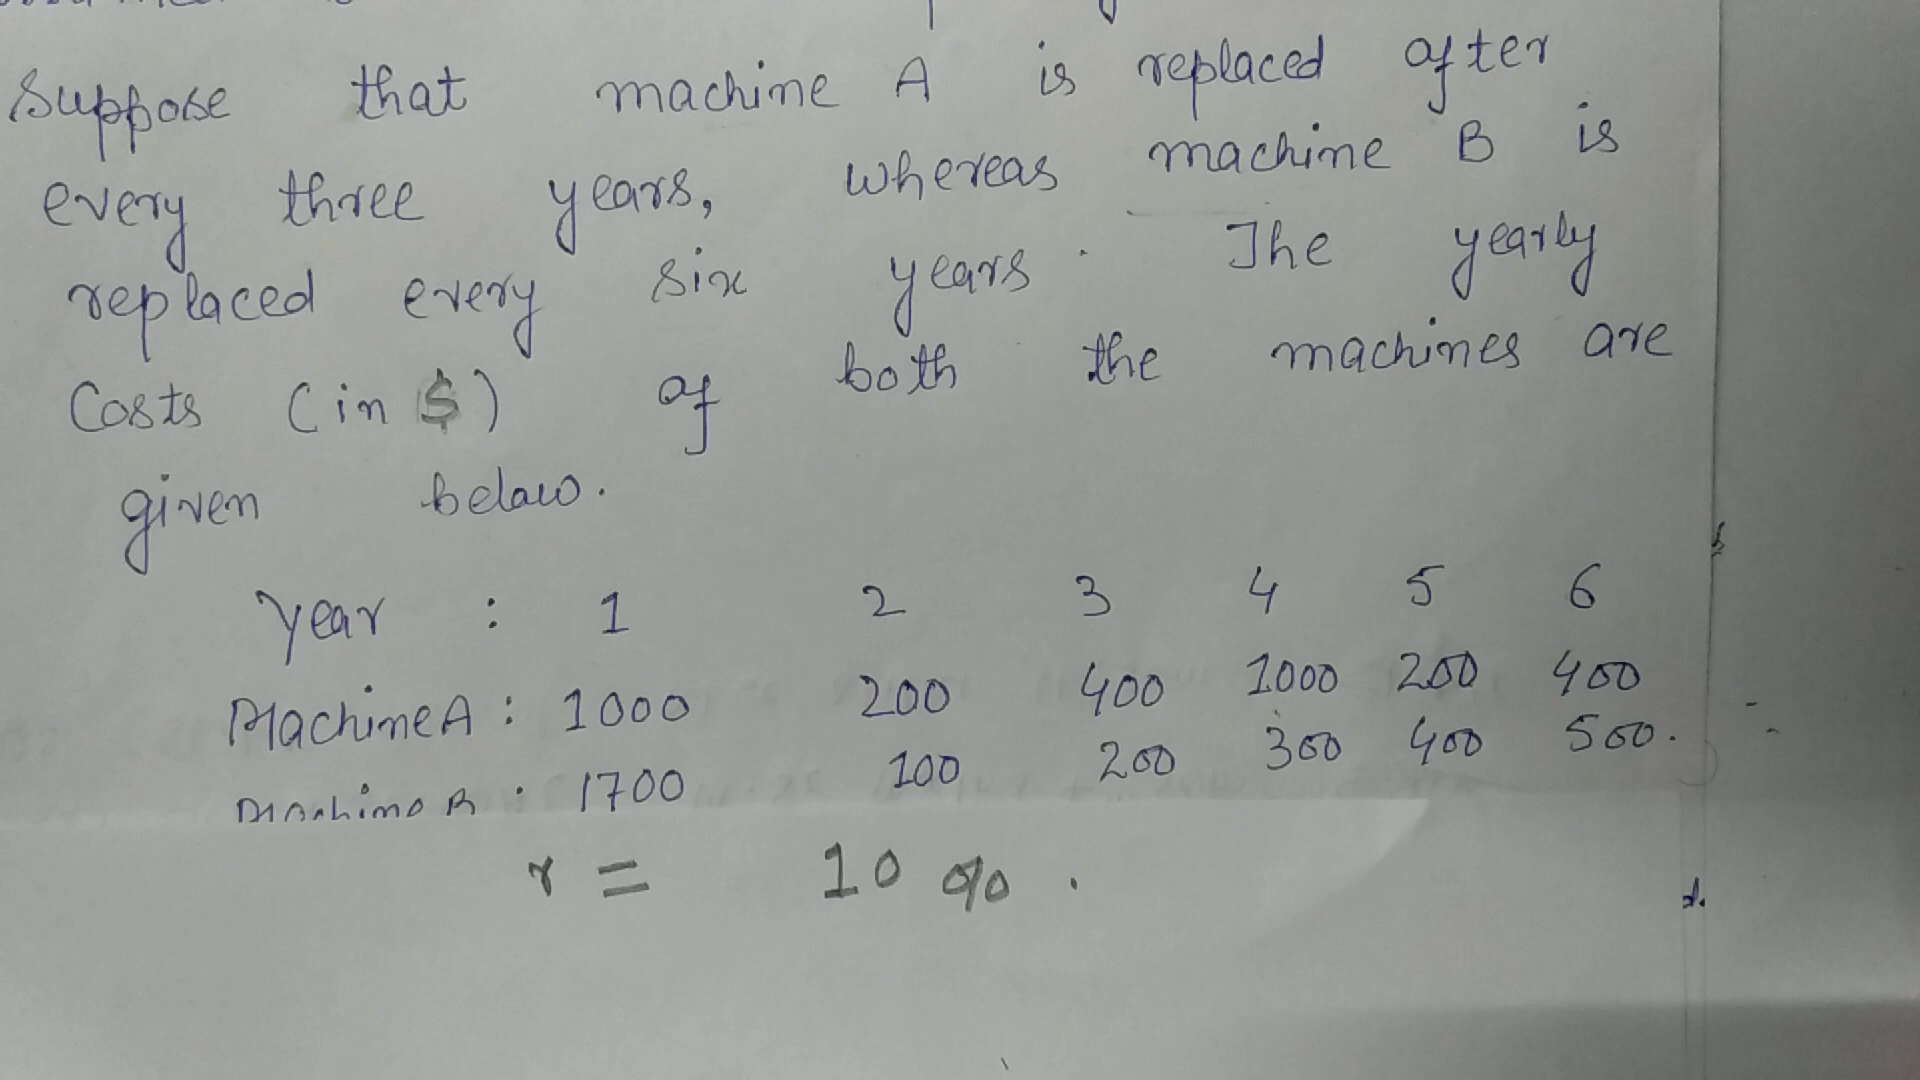 Suppose that machine A is replaced after
every three years, whereas machine B is
replaced every six years. The yearly
Costs (in $) of both the machines are
given below.
Year : 1 2 3 4 5 6
Machine A : 1000 200 400 1000 200 400
Machine B : 1700 100 200 300 400 500.
r = 10 %.